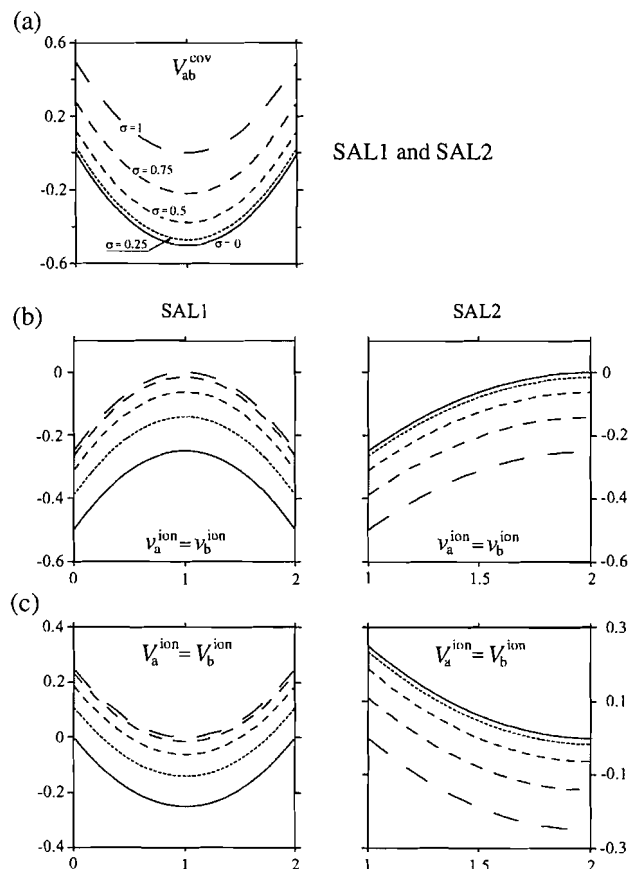 (a)
0.6
V_ab^cov
0.2
σ=1
SAL1 and SAL2
σ=0.75
-0.2
σ=0.5
σ=0.25
σ=0
-0.6
SAL1
SAL2
(b)
0
0
-0.2
-0.2
-0.4
-0.4
v_a^ion = v_b^ion
v_a^ion = v_b^ion
-0.6
-0.6
0
1
2
1
1.5
2
(c)
0.4
0.3
V_a^ion = V_b^ion
V_a^ion = V_b^ion
0.2
0.1
0
-0.1
-0.2
-0.4
-0.3
0
1
2
1
1.5
2